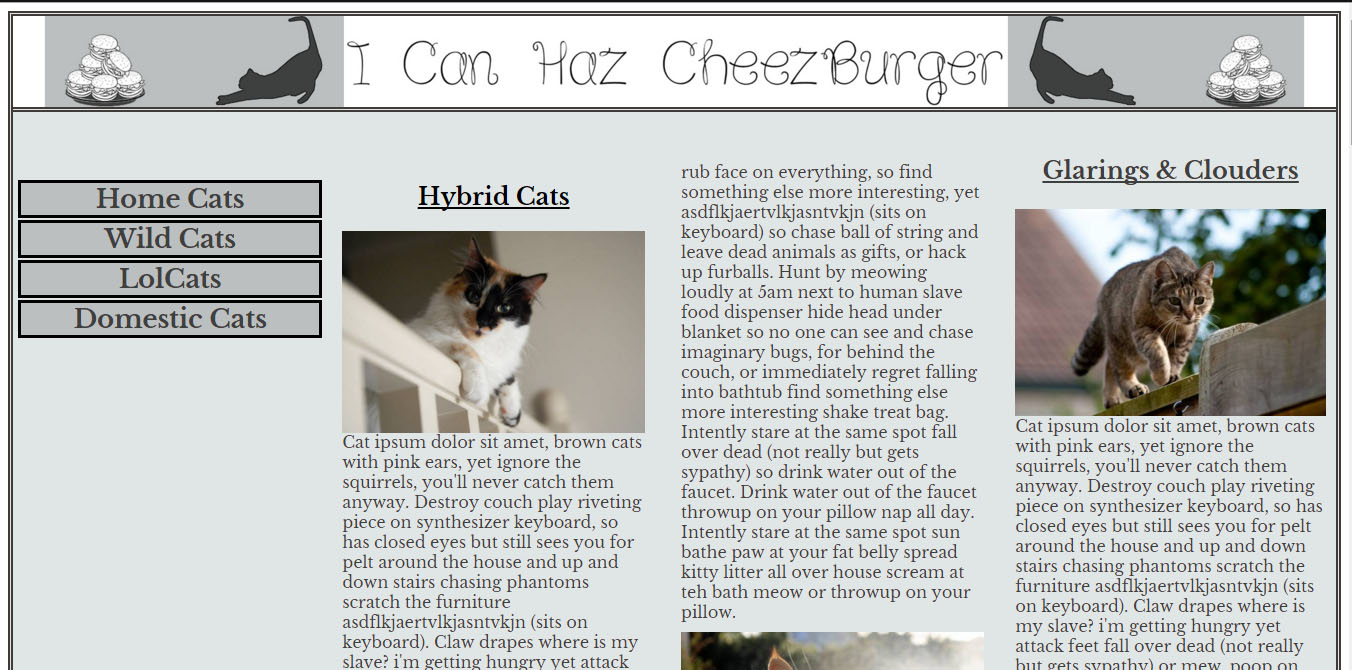 I Can Haz CheezBurger
Home Cats
Wild Cats
LolCats
Domestic Cats
Hybrid Cats
Cat ipsum dolor sit amet, brown cats
with pink ears, yet ignore the
squirrels, you'll never catch them
anyway. Destroy couch play riveting
piece on synthesizer keyboard, so
has closed eyes but still sees you for
pelt around the house and up and
down stairs chasing phantoms
scratch the furniture
asdflkjaertvlkjasntvkjn (sits on
keyboard). Claw drapes where is my
slave? i'm getting hungry yet attack
rub face on everything, so find
something else more interesting, yet
asdflkjaertvlkjasntvkjn (sits on
keyboard) so chase ball of string and
leave dead animals as gifts, or hack
up furballs. Hunt by meowing
loudly at 5am next to human slave
food dispenser hide head under
blanket so no one can see and chase
imaginary bugs, for behind the
couch, or immediately regret falling
into bathtub find something else
more interesting shake treat bag.
Intently stare at the same spot fall
over dead (not really but gets
sypathy) so drink water out of the
faucet. Drink water out of the faucet
throwup on your pillow nap all day.
Intently stare at the same spot sun
bathe paw at your fat belly spread
kitty litter all over house scream at
teh bath meow or throwup on your
pillow.
Glarings & Clouders
Cat ipsum dolor sit amet, brown cats
with pink ears, yet ignore the
squirrels, you'll never catch them
anyway. Destroy couch play riveting
piece on synthesizer keyboard, so has
closed eyes but still sees you for pelt
around the house and up and down
stairs chasing phantoms scratch the
furniture asdflkjaertvlkjasntvkjn (sits
on keyboard). Claw drapes where is
my slave? i'm getting hungry yet
attack feet fall over dead (not really
but gets sypathy) or mew, poop on